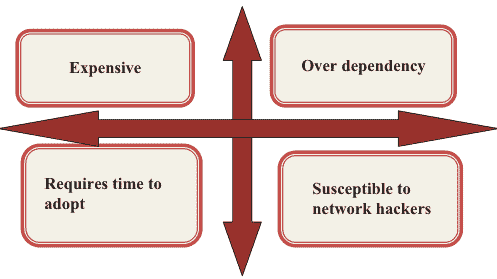 Expensive
Over dependency
Requires time to
adopt
Susceptible to
network hackers